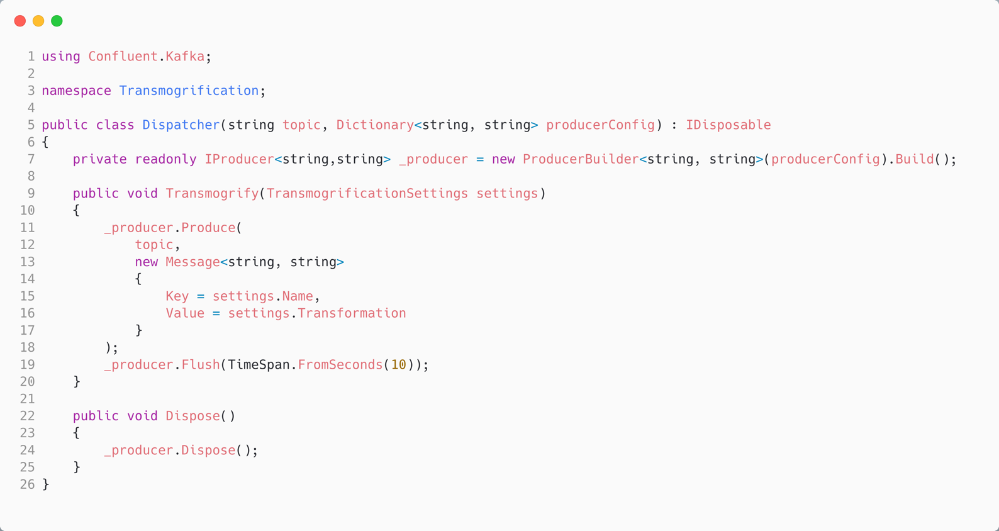 1 using Confluent.Kafka;
2
3 namespace Transmogrification;
4
5 public class Dispatcher(string topic, Dictionary<string, string> producerConfig) : IDisposable
6 {
7     private readonly IProducer<string,string> _producer = new ProducerBuilder<string, string>(producerConfig).Build();
8
9     public void Transmogrify(TransmogrificationSettings settings)
10     {
11         _producer.Produce(
12             topic,
13             new Message<string, string>
14             {
15                 Key = settings.Name,
16                 Value = settings.Transformation
17             }
18         );
19         _producer.Flush(TimeSpan.FromSeconds(10));
20     }
21
22     public void Dispose()
23     {
24         _producer.Dispose();
25     }
26 }